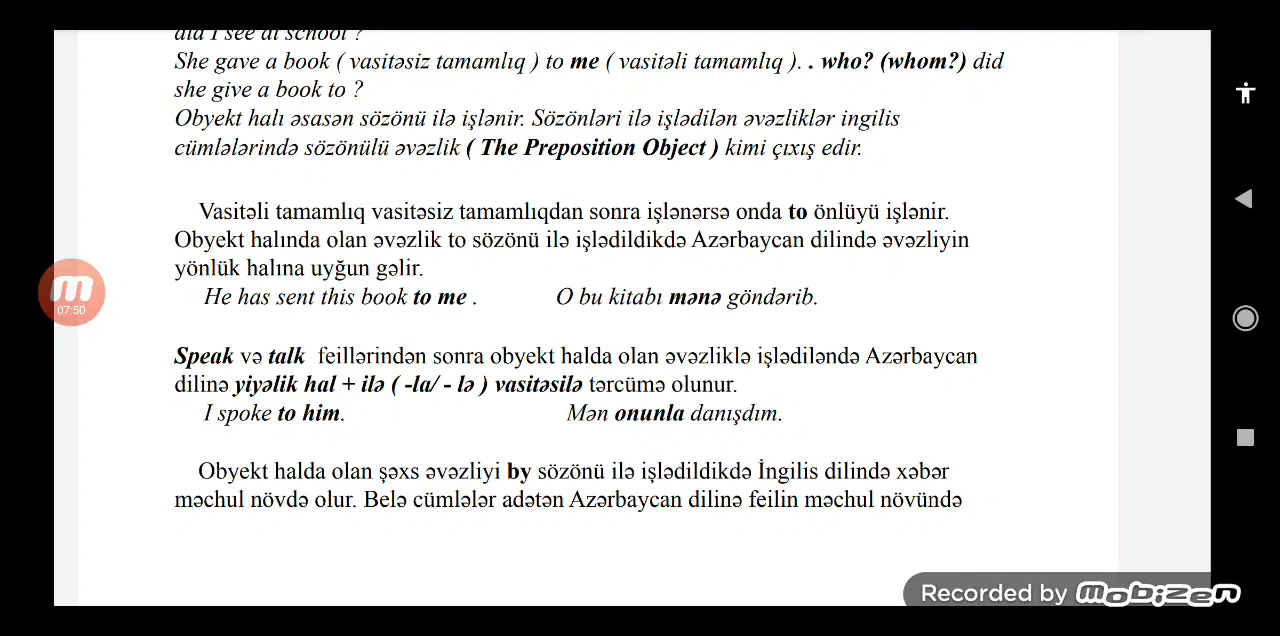 did I see at school ?
She gave a book ( vasitəsiz tamamlıq ) to me ( vasitəli tamamlıq ). . who? (whom?) did
she give a book to ?
Obyekt halı əsasən sözönü ilə işlənir. Sözönləri ilə işlədilən əvəzliklər ingilis
cümlələrində sözönülü əvəzlik ( The Preposition Object ) kimi çıxış edir.
Vasitəli tamamlıq vasitəsiz tamamlıqdan sonra işlənərsə onda to önlüyü işlənir.
Obyekt halında olan əvəzlik to sözönü ilə işlədildikdə Azərbaycan dilində əvəzliyin
yönlük halına uyğun gəlir.
He has sent this book to me . O bu kitabı mənə göndərib.
07:50
Speak və talk feillərindən sonra obyekt halda olan əvəzliklə işlədiləndə Azərbaycan
dilinə yiyəlik hal + ilə ( -la/ - lə ) vasitəsilə tərcümə olunur.
I spoke to him. Mən onunla danışdım.
Obyekt halda olan şəxs əvəzliyi by sözönü ilə işlədildikdə İngilis dilində xəbər
məchul növdə olur. Belə cümlələr adətən Azərbaycan dilinə feilin məchul növündə
Recorded by mobizen